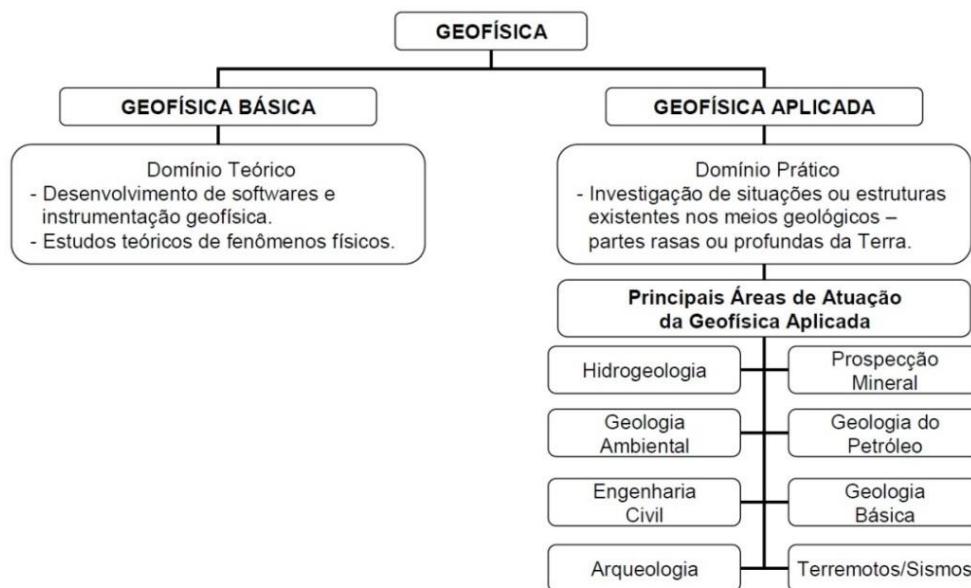 GEOFÍSICA
GEOFÍSICA BÁSICA
GEOFÍSICA APLICADA
Domínio Teórico
- Desenvolvimento de softwares e
instrumentação geofísica.
- Estudos teóricos de fenômenos físicos.
Domínio Prático
- Investigação de situações ou estruturas
existentes nos meios geológicos –
partes rasas ou profundas da Terra.
Principais Áreas de Atuação
da Geofísica Aplicada
Hidrogeologia
Prospecção
Mineral
Geologia
Ambiental
Geologia do
Petróleo
Engenharia
Civil
Geologia
Básica
Arqueologia
Terremotos/Sismos